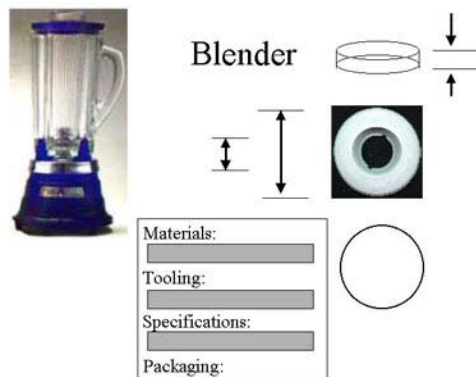 Blender
Materials:
Tooling:
Specifications:
Packaging: